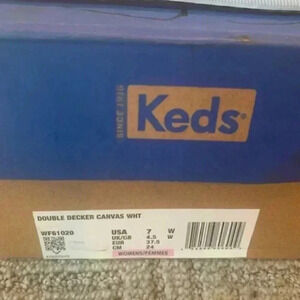 SINCE 1916
Keds
DOUBLE DECKER CANVAS WHT
WF61020 USA 7 W
UK/GB 4.5 W
EUR 37.5
CM 24
WOMENS/FEMMES